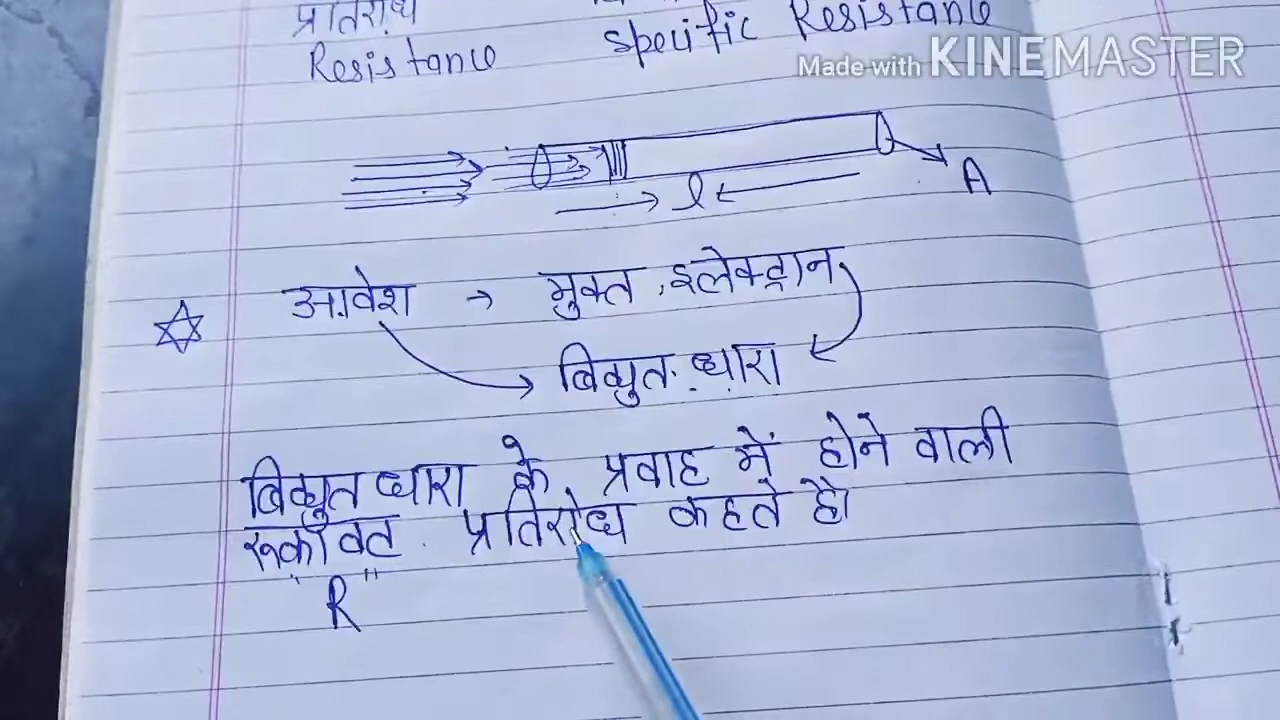 प्रतिरोध
Resistance specific Resistance
Made with KINEMASTER
l A
आवेश → मुक्त इलेक्ट्रान
बिद्युत धारा
बिद्युत धारा के प्रवाह में होने वाली
रूकावट प्रतिरोध कहते है।
"R"